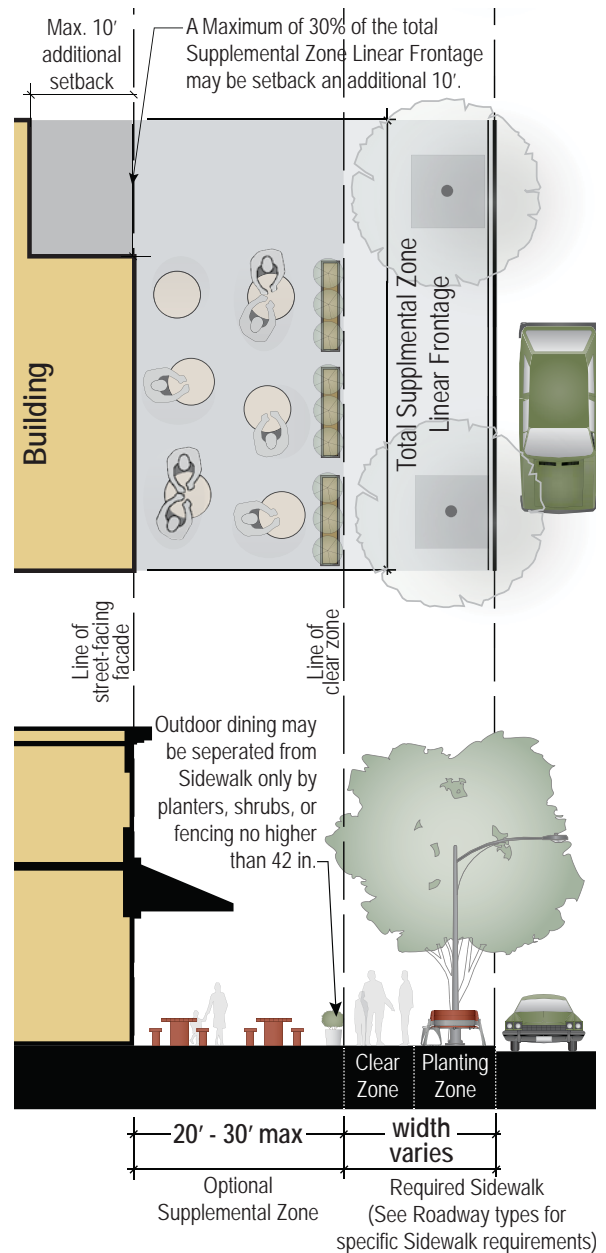 Max. 10'
additional
setback
A Maximum of 30% of the total
Supplemental Zone Linear Frontage
may be setback an additional 10'.
Building
Total Supplmental Zone
Linear Frontage
Line of
street-facing
facade
Line of
clear zone
Outdoor dining may
be seperated from
Sidewalk only by
planters, shrubs, or
fencing no higher
than 42 in.
Clear
Zone
Planting
Zone
20' - 30' max
width
varies
Optional
Supplemental Zone
Required Sidewalk
(See Roadway types for
specific Sidewalk requirements)